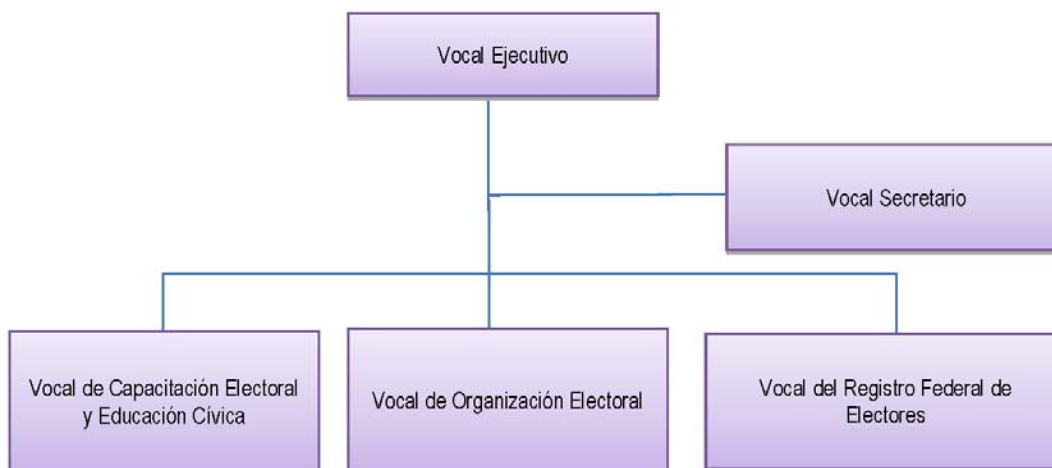 Vocal Ejecutivo
Vocal Secretario
Vocal de Capacitación Electoral
y Educación Cívica
Vocal de Organización Electoral
Vocal del Registro Federal de
Electores